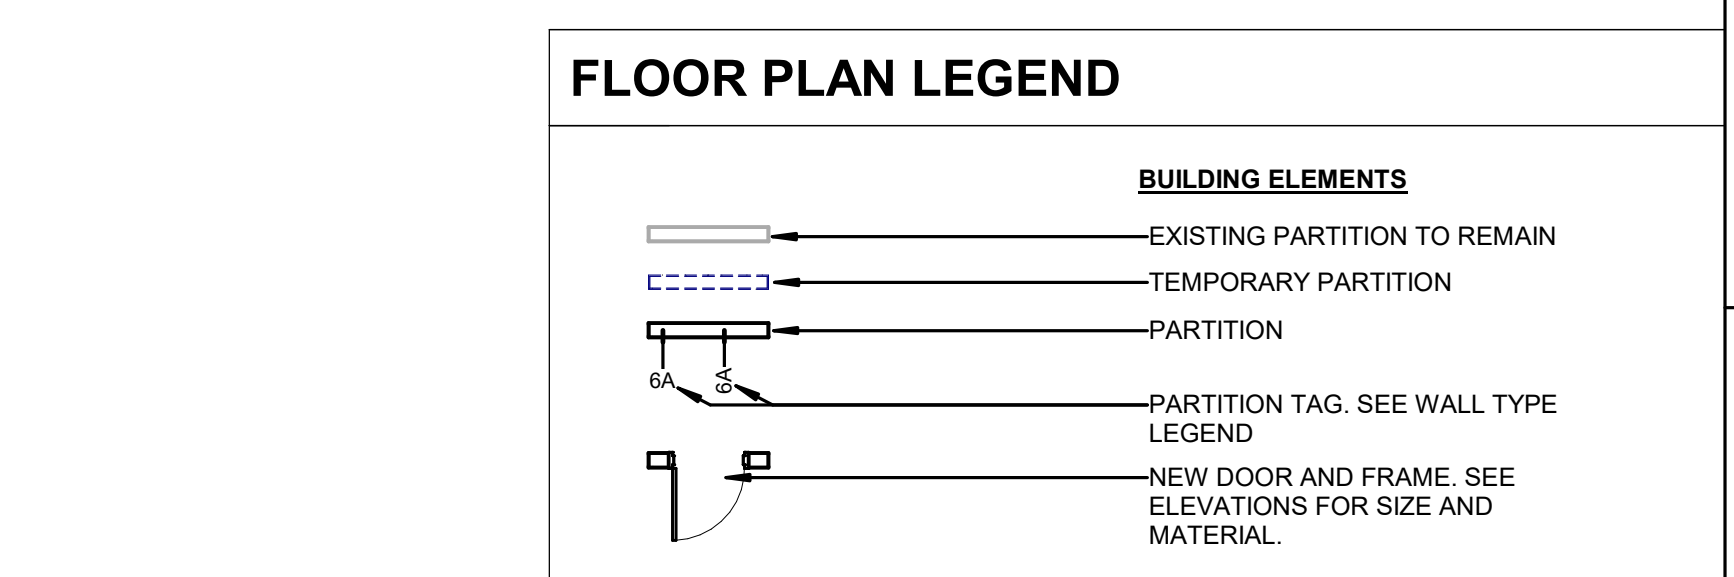 FLOOR PLAN LEGEND
BUILDING ELEMENTS
EXISTING PARTITION TO REMAIN
TEMPORARY PARTITION
PARTITION
6A
6A
PARTITION TAG. SEE WALL TYPE
LEGEND
NEW DOOR AND FRAME. SEE
ELEVATIONS FOR SIZE AND
MATERIAL.